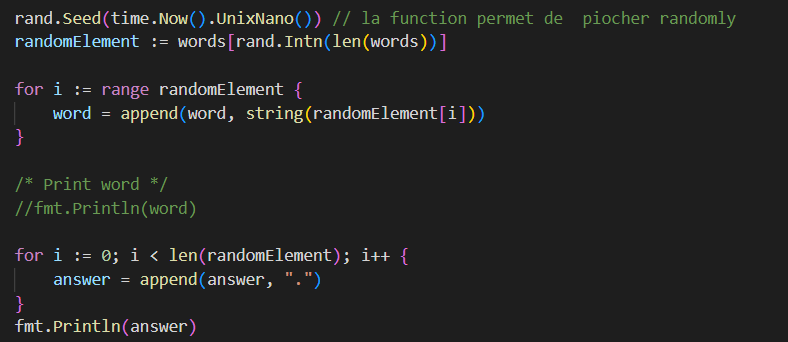 rand.Seed(time.Now().UnixNano()) // la function permet de  piocher randomly
randomElement := words[rand.Intn(len(words))]
for i := range randomElement {
word = append(word, string(randomElement[i]))
}
/* Print word */
//fmt.Println(word)
for i := 0; i < len(randomElement); i++ {
answer = append(answer, ".")
}
fmt.Println(answer)